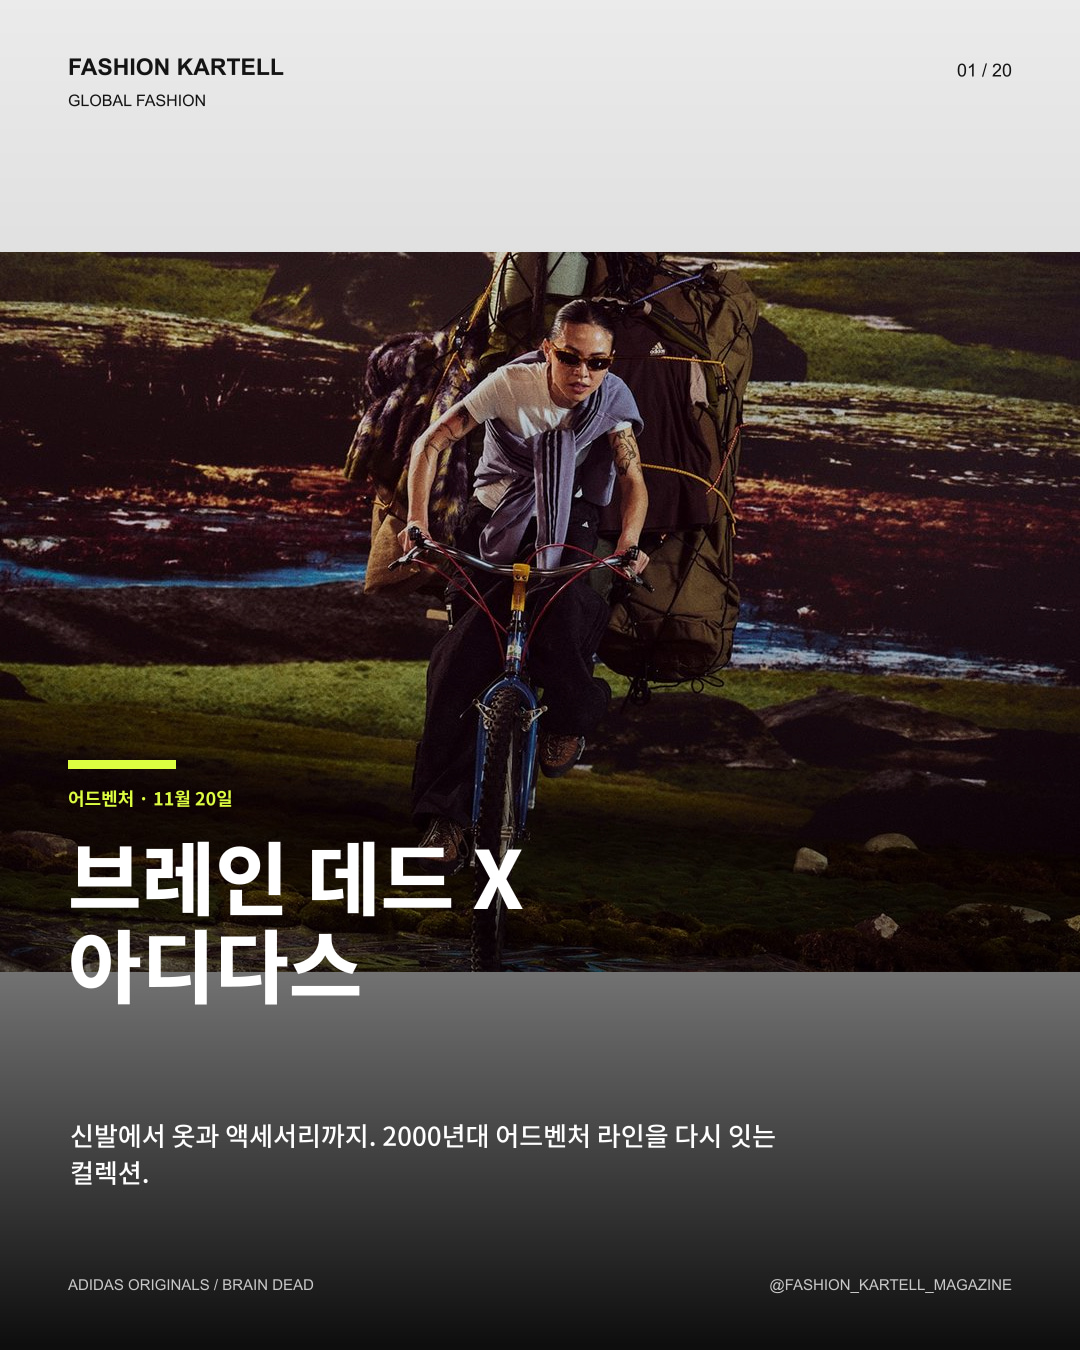 FASHION KARTELL
GLOBAL FASHION
01 / 20
adidas
어드벤처 · 11월 20일
브레인 데드 X
아디다스
신발에서 옷과 액세서리까지. 2000년대 어드벤처 라인을 다시 잇는
컬렉션.
ADIDAS ORIGINALS / BRAIN DEAD
@FASHION_KARTELL_MAGAZINE